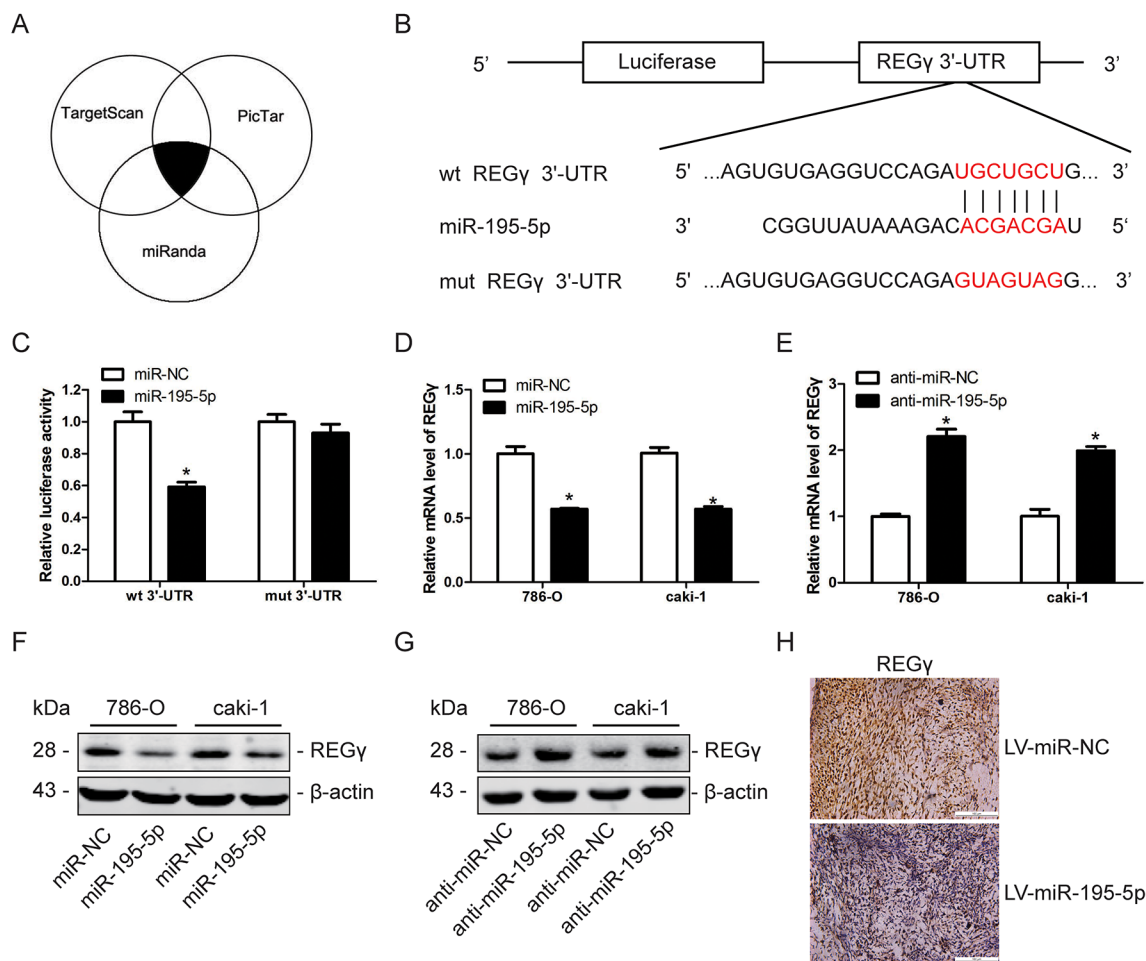 A
TargetScan
PicTar
miRanda
B
5' Luciferase REGγ 3'-UTR 3'
wt REGγ 3'-UTR 5' ...AGUGUGAGGUCCAGAUGCUGCUG... 3'
miR-195-5p 3' CGGUUAUAAAGACACGACGAU 5‘
mut REGγ 3'-UTR 5' ...AGUGUGAGGUCCAGAGUAGUAGG... 3'
C
miR-NC
miR-195-5p
Relative luciferase activity
1.2
1.0
0.8
0.6
0.4
0.2
0.0
*
wt 3'-UTR mut 3'-UTR
D
miR-NC
miR-195-5p
Relative mRNA level of REGγ
1.5
1.0
0.5
0.0
* *
786-O caki-1
E
anti-miR-NC
anti-miR-195-5p
Relative mRNA level of REGγ
3
2
1
0
* *
786-O caki-1
F
kDa 786-O caki-1
28 - - REGγ
43 - - β-actin
miR-NC miR-195-5p miR-NC miR-195-5p
G
kDa 786-O caki-1
28 - - REGγ
43 - - β-actin
anti-miR-NC anti-miR-195-5p anti-miR-NC anti-miR-195-5p
H
REGγ
LV-miR-NC
LV-miR-195-5p